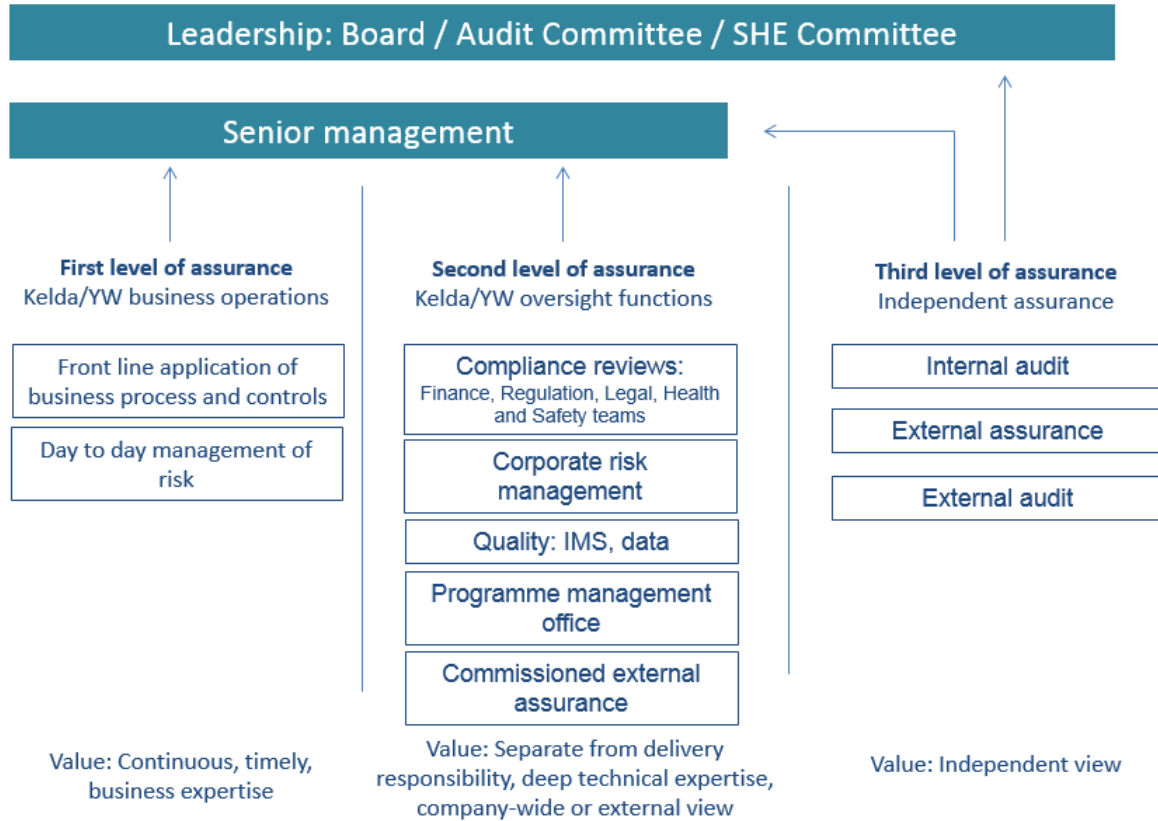 Leadership: Board / Audit Committee / SHE Committee
Senior management
First level of assurance
Kelda/YW business operations
Front line application of
business process and controls
Day to day management of
risk
Value: Continuous, timely,
business expertise
Second level of assurance
Kelda/YW oversight functions
Compliance reviews:
Finance, Regulation, Legal, Health
and Safety teams
Corporate risk
management
Quality: IMS, data
Programme management
office
Commissioned external
assurance
Value: Separate from delivery
responsibility, deep technical expertise,
company-wide or external view
Third level of assurance
Independent assurance
Internal audit
External assurance
External audit
Value: Independent view